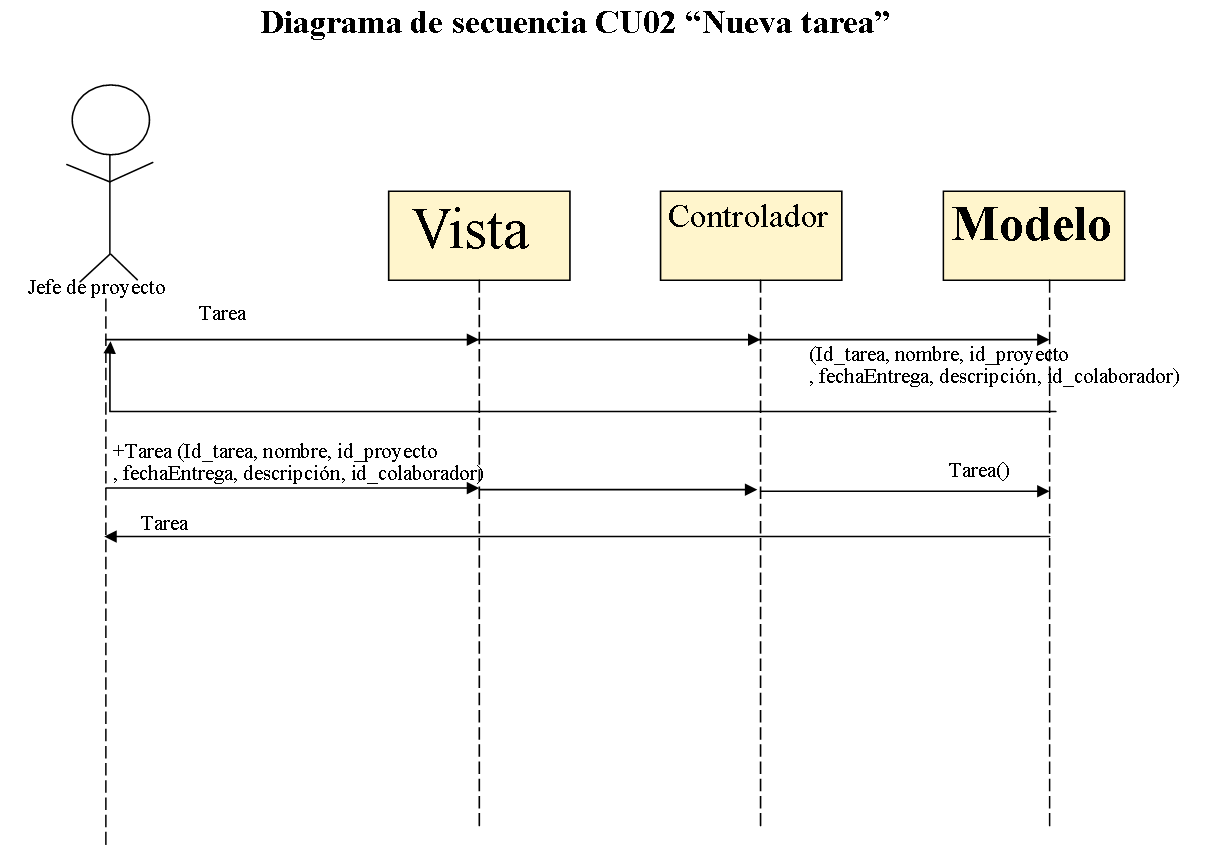 Diagrama de secuencia CU02 “Nueva tarea”
Vista
Controlador
Modelo
Jefe de proyecto
Tarea
(Id_tarea, nombre, id_proyecto
, fechaEntrega, descripción, id_colaborador)
+Tarea (Id_tarea, nombre, id_proyecto
, fechaEntrega, descripción, id_colaborador)
Tarea()
Tarea